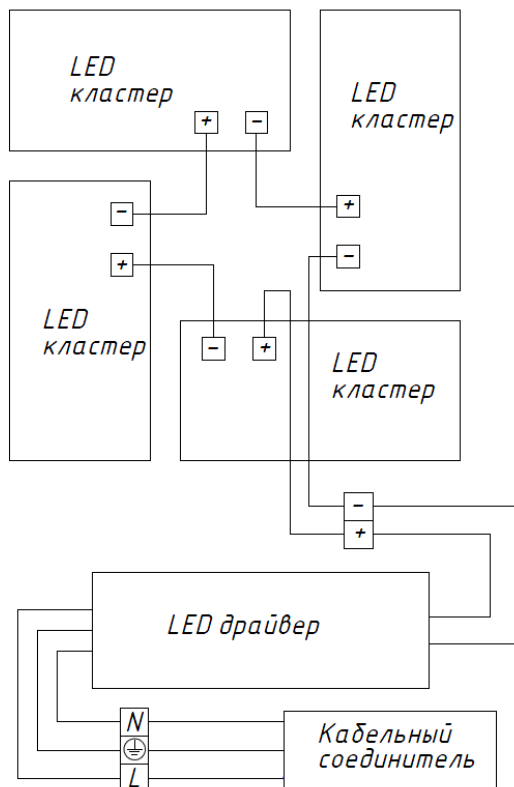 LED
кластер
LED
кластер
+ -
- +
+ -
LED
кластер
- +
LED
кластер
-
+
LED драйвер
N
L
Кабельный
соединитель